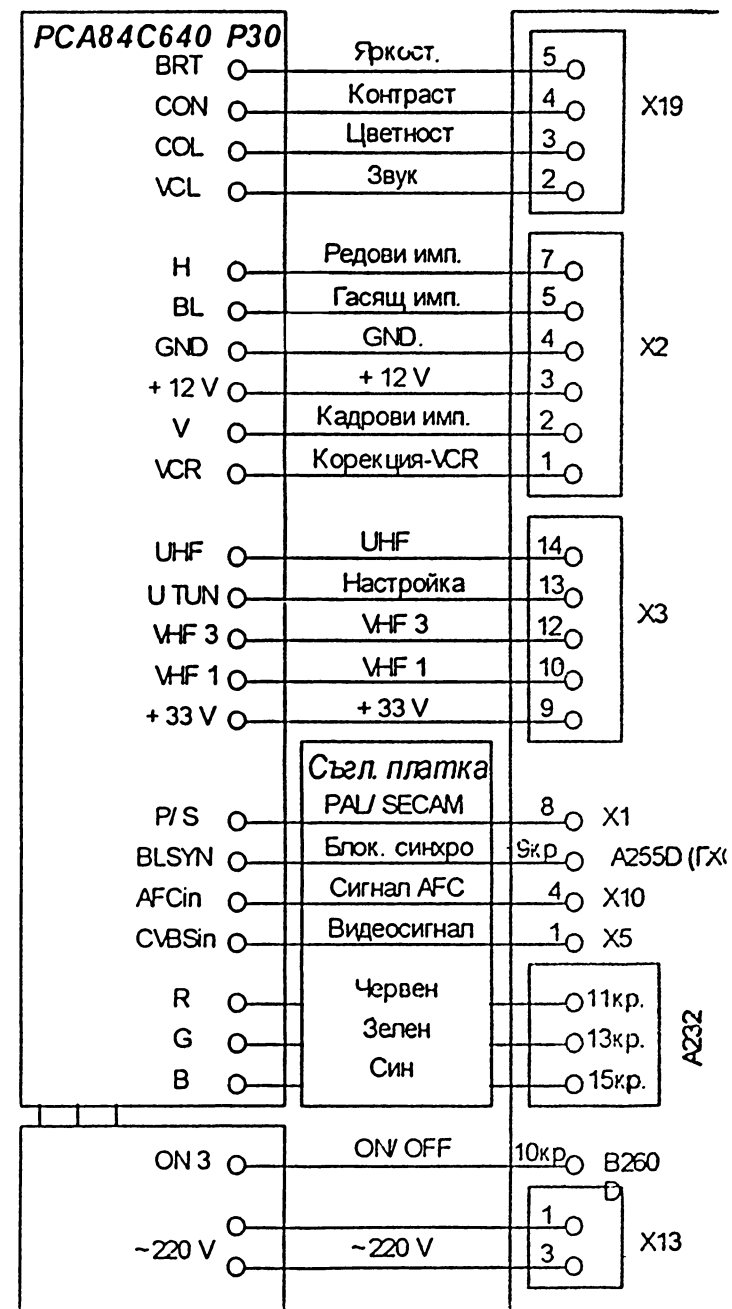 PCA84C640 P30
BRT Яркост. 5
CON Контраст 4 X19
COL Цветност 3
VCL Звук 2
H Редови имп. 7
BL Гасящ имп. 5
GND GND. 4 X2
+ 12 V + 12 V 3
V Кадрови имп. 2
VCR Корекция-VCR 1
UHF UHF 14
U TUN Настройка 13
VHF 3 VHF 3 12 X3
VHF 1 VHF 1 10
+ 33 V + 33 V 9
Съгл. платка
P/ S PAL/ SECAM 8 X1
BLSYN Блок. синхро 9кр A255D
AFCin Сигнал AFC 4 X10
CVBSin Видеосигнал 1 X5
R Червен 11кр.
G Зелен 13кр. A232
B Син 15кр.
ON 3 ON/ OFF 10кр B260
D
1
~220 V ~220 V 3 X13